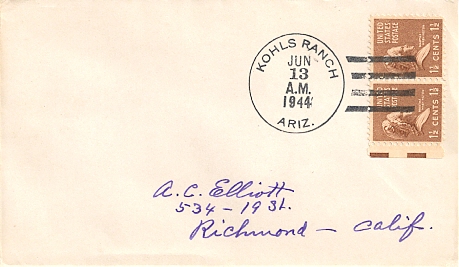 KOHLS RANCH
JUN
13
A.M.
1944
ARIZ.
UNITED
STATES
POSTAGE
1½ CENTS 1½
UNITED
STATES
POSTAGE
1½ CENTS 1½
A.C. Elliott
534 - 19 St.
Richmond - Calif.